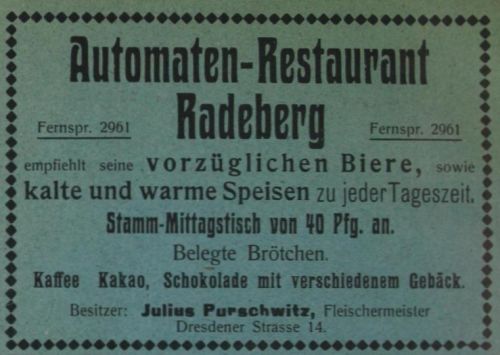 Automaten-Restaurant
Radeberg
Fernspr. 2961 Fernspr. 2961
empfiehlt seine vorzüglichen Biere, sowie
kalte und warme Speisen zu jeder Tageszeit.
Stamm-Mittagstisch von 40 Pfg. an.
Belegte Brötchen.
Kaffee Kakao, Schokolade mit verschiedenem Gebäck.
Besitzer: Julius Purschwitz, Fleischermeister
Dresdener Strasse 14.